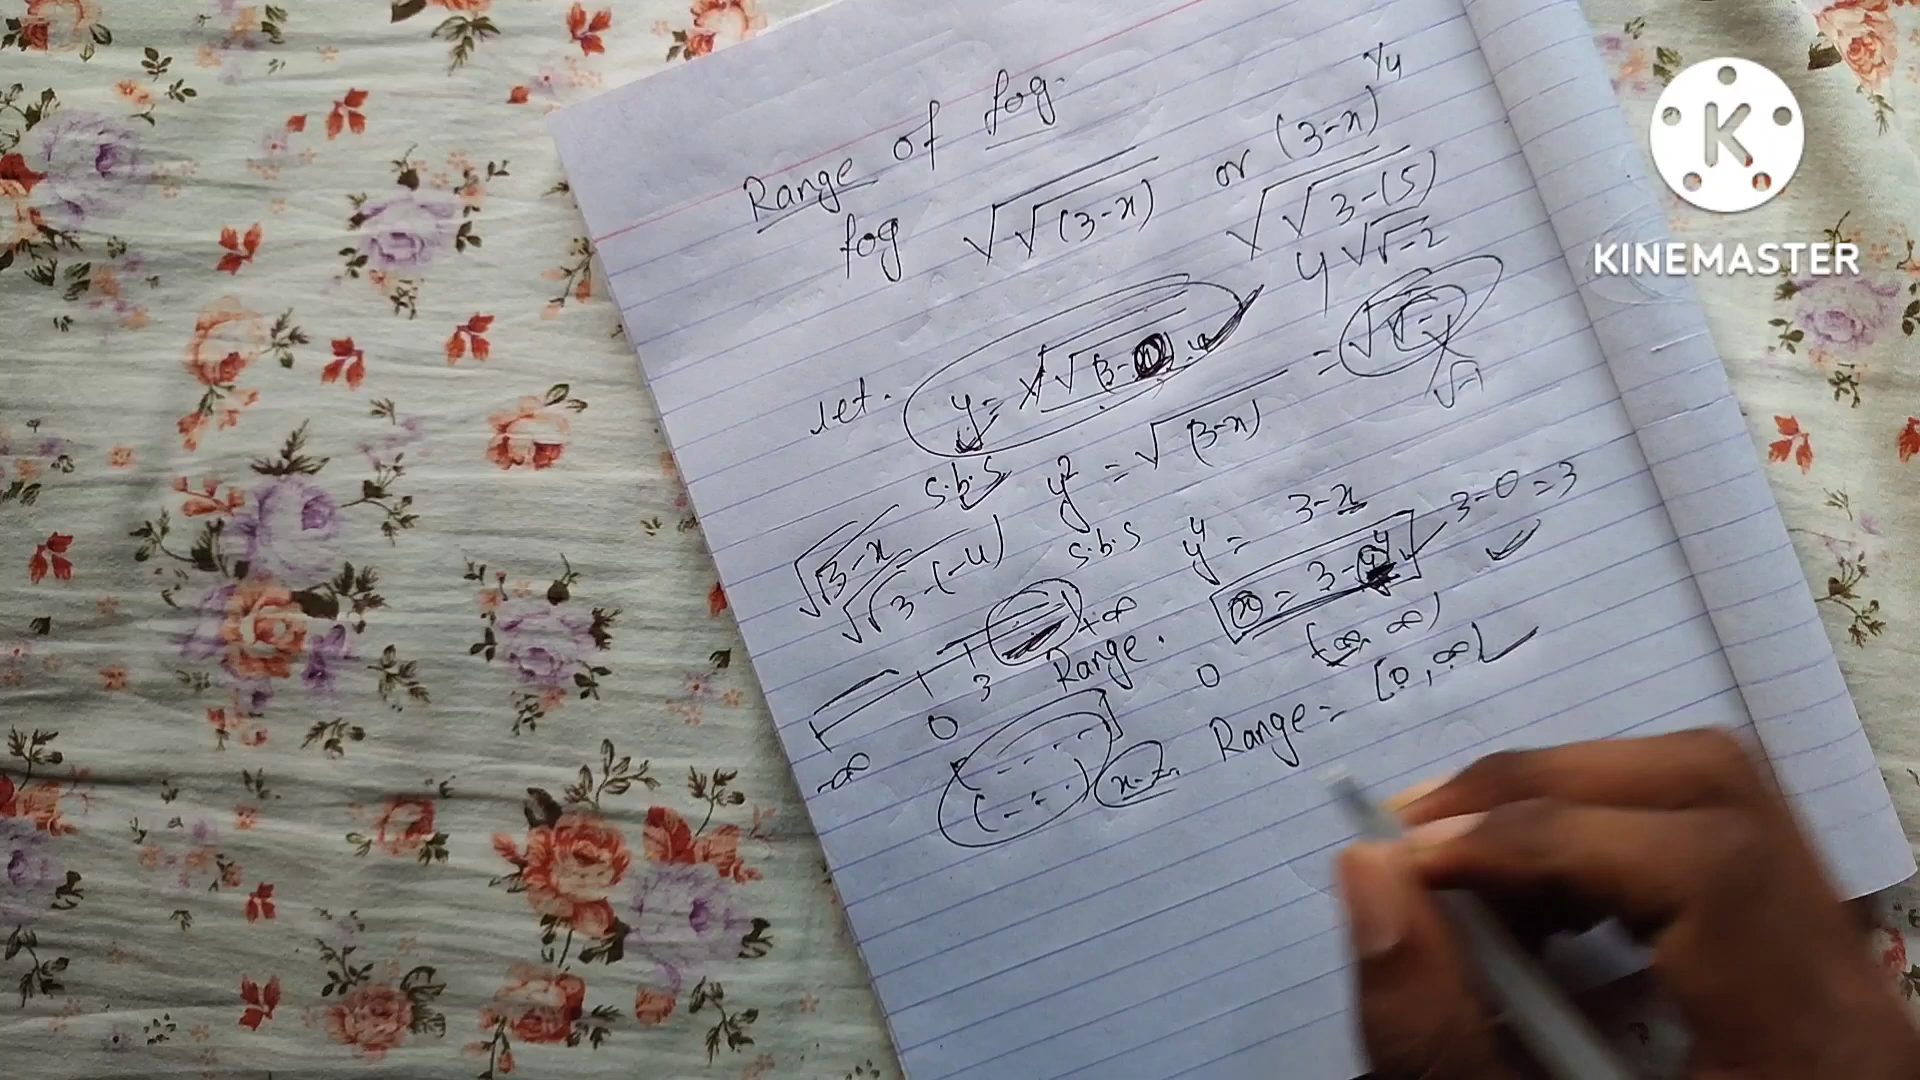 Range of fog.
fog √√(3-x) or (3-x)^1/4
√√3-(5)
4√√-2
let. y = √√(3-x)
s.b.s y² = √(3-x)
s.b.s y⁴ = 3-x
√√3-x
√√3-(-4)
x = 3-y⁴ 3-0=3
-∞ 0 3 +∞
Range. 0
[0, ∞)
Range = 
KINEMASTER